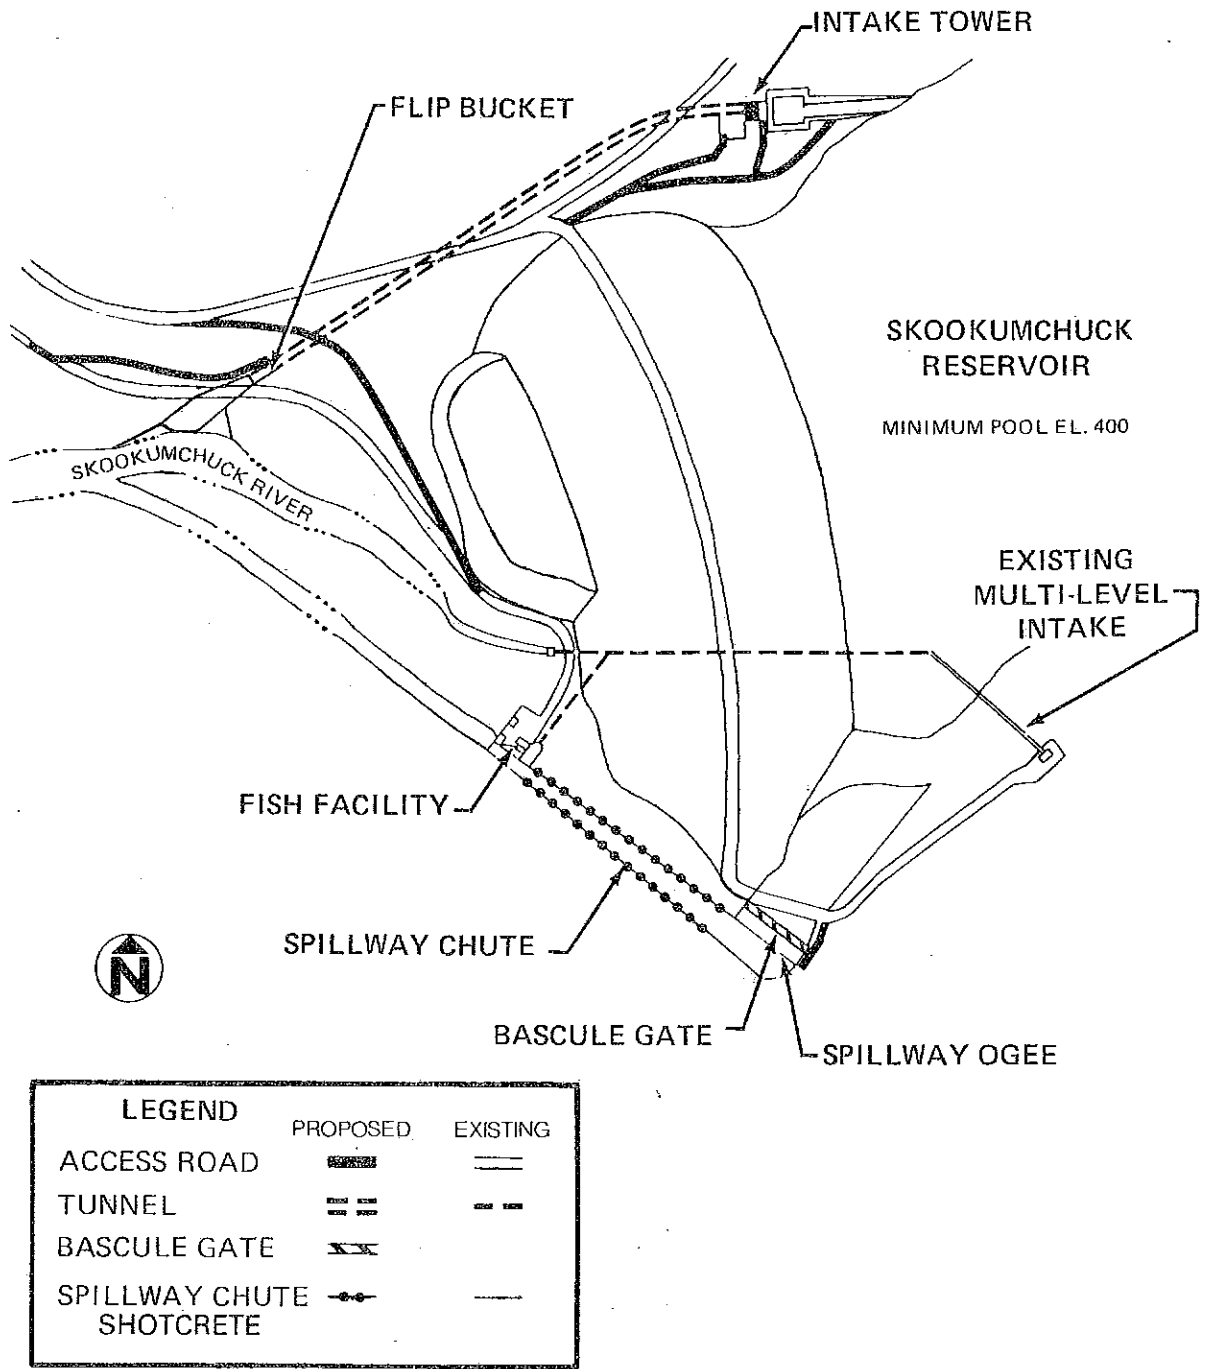 INTAKE TOWER
FLIP BUCKET
SKOOKUMCHUCK
RESERVOIR
MINIMUM POOL EL. 400
SKOOKUMCHUCK RIVER
EXISTING
MULTI-LEVEL
INTAKE
FISH FACILITY
SPILLWAY CHUTE
N
BASCULE GATE
SPILLWAY OGEE
LEGEND
PROPOSED EXISTING
ACCESS ROAD
TUNNEL
BASCULE GATE
SPILLWAY CHUTE
SHOTCRETE